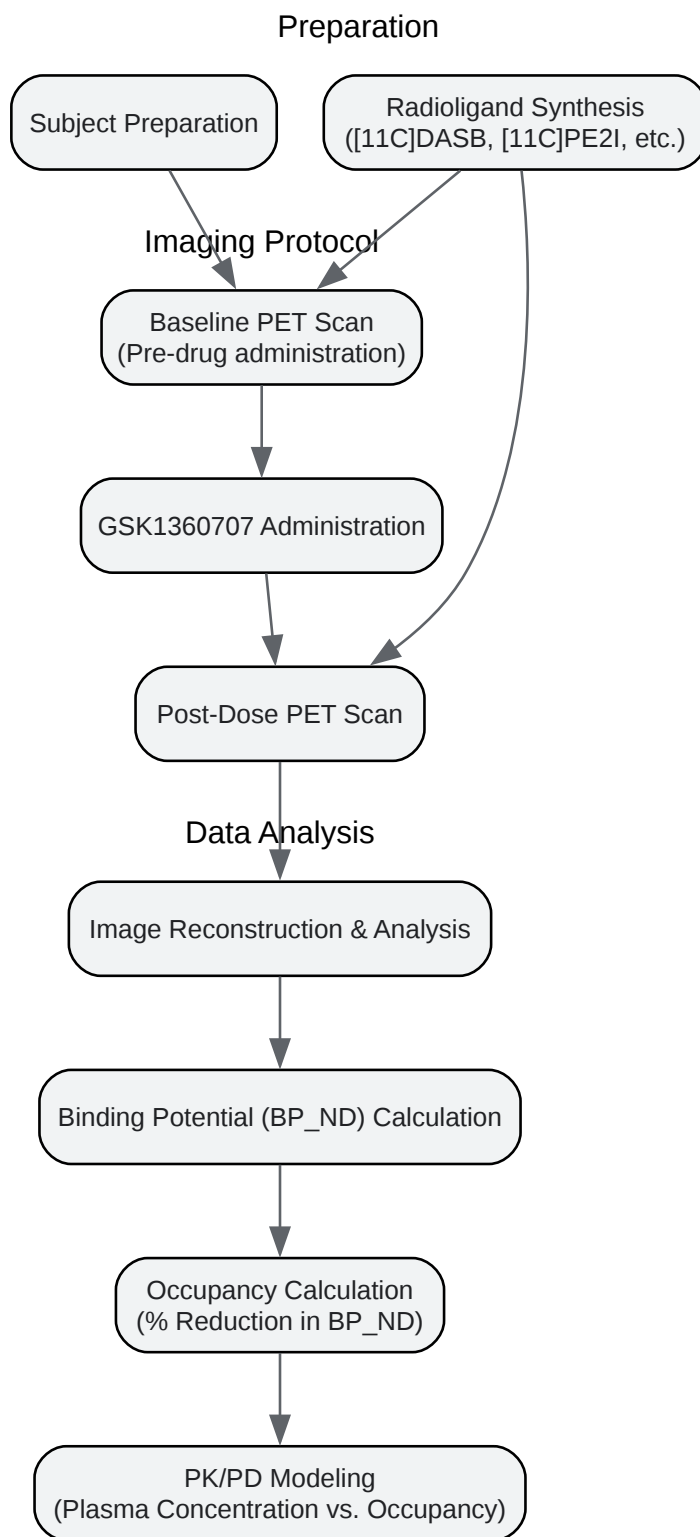 Preparation
Subject Preparation
Radioligand Synthesis
([11C]DASB, [11C]PE2I, etc.)
Imaging Protocol
Baseline PET Scan
(Pre-drug administration)
GSK1360707 Administration
Post-Dose PET Scan
Data Analysis
Image Reconstruction & Analysis
Binding Potential (BP_ND) Calculation
Occupancy Calculation
(% Reduction in BP_ND)
PK/PD Modeling
(Plasma Concentration vs. Occupancy)